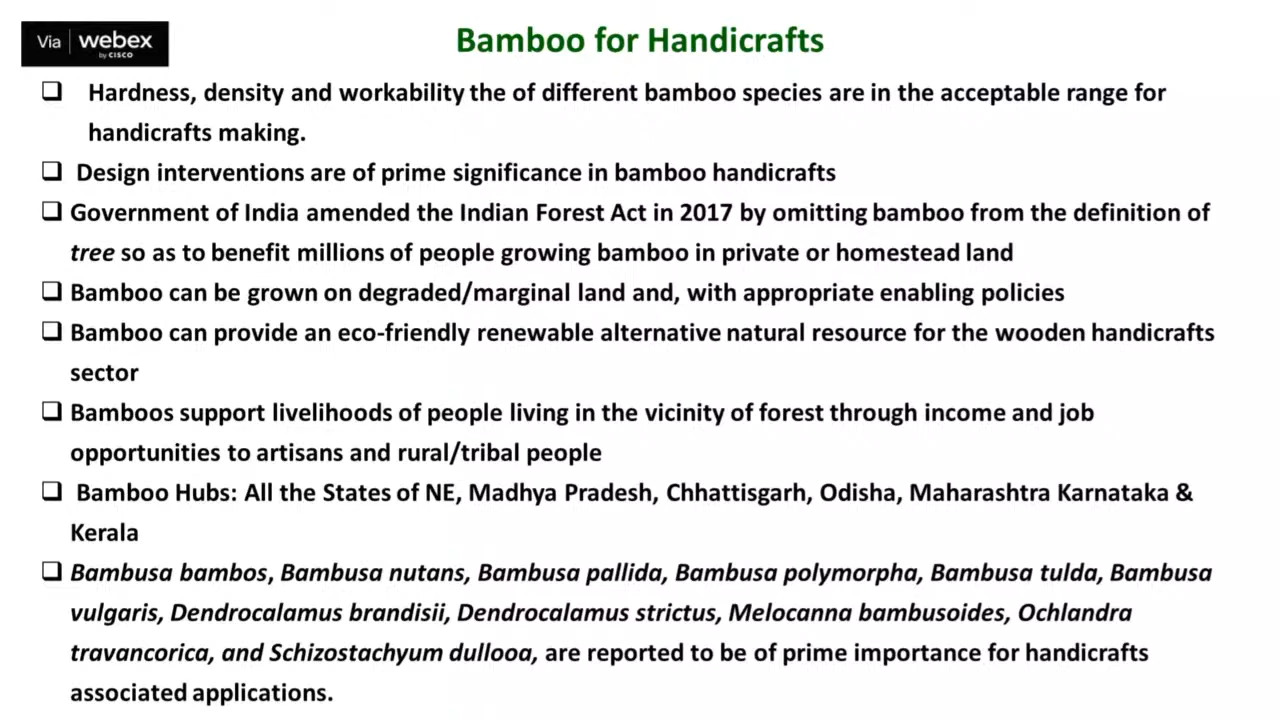 Via | webex
by CISCO
Bamboo for Handicrafts
❑ Hardness, density and workability the of different bamboo species are in the acceptable range for
handicrafts making.
❑ Design interventions are of prime significance in bamboo handicrafts
❑ Government of India amended the Indian Forest Act in 2017 by omitting bamboo from the definition of
tree so as to benefit millions of people growing bamboo in private or homestead land
❑ Bamboo can be grown on degraded/marginal land and, with appropriate enabling policies
❑ Bamboo can provide an eco-friendly renewable alternative natural resource for the wooden handicrafts
sector
❑ Bamboos support livelihoods of people living in the vicinity of forest through income and job
opportunities to artisans and rural/tribal people
❑ Bamboo Hubs: All the States of NE, Madhya Pradesh, Chhattisgarh, Odisha, Maharashtra Karnataka &
Kerala
❑ Bambusa bambos, Bambusa nutans, Bambusa pallida, Bambusa polymorpha, Bambusa tulda, Bambusa
vulgaris, Dendrocalamus brandisii, Dendrocalamus strictus, Melocanna bambusoides, Ochlandra
travancorica, and Schizostachyum dullooa, are reported to be of prime importance for handicrafts
associated applications.